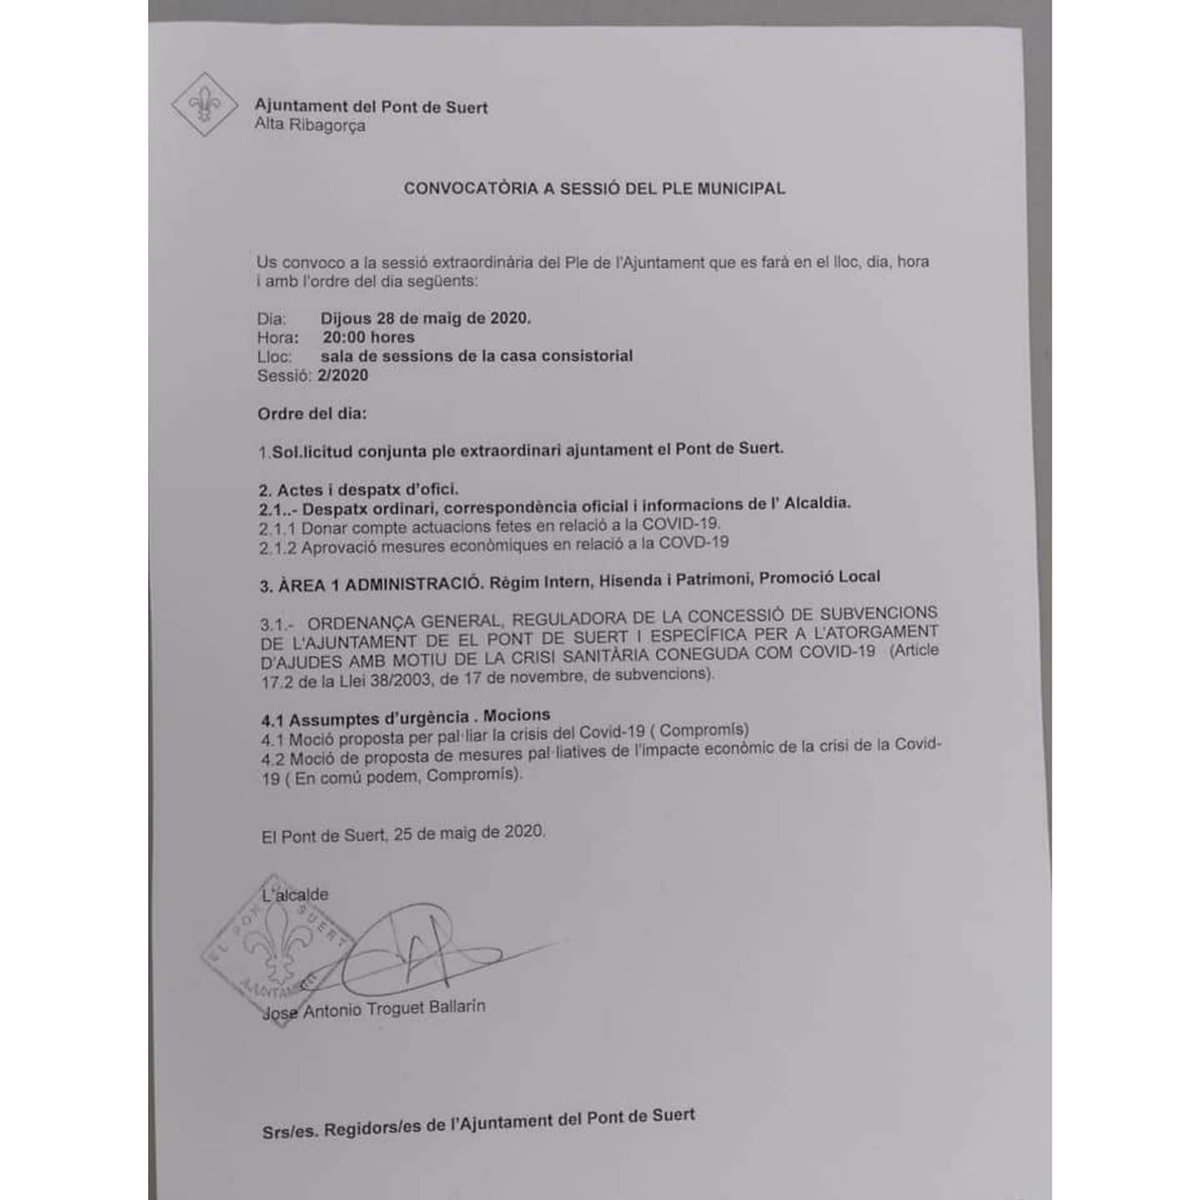 Ajuntament del Pont de Suert
Alta Ribagorça
CONVOCATÒRIA A SESSIÓ DEL PLE MUNICIPAL
Us convoco a la sessió extraordinària del Ple de l'Ajuntament que es farà en el lloc, dia, hora
i amb l'ordre del dia següents:
Dia: Dijous 28 de maig de 2020.
Hora: 20:00 hores
Lloc: sala de sessions de la casa consistorial
Sessió: 2/2020
Ordre del dia:
1.Sol.licitud conjunta ple extraordinari ajuntament el Pont de Suert.
2. Actes i despatx d'ofici.
2.1..- Despatx ordinari, correspondència oficial i informacions de l' Alcaldia.
2.1.1 Donar compte actuacions fetes en relació a la COVID-19.
2.1.2 Aprovació mesures econòmiques en relació a la COVD-19
3. ÀREA 1 ADMINISTRACIÓ. Règim Intern, Hisenda i Patrimoni, Promoció Local
3.1.- ORDENANÇA GENERAL, REGULADORA DE LA CONCESSIÓ DE SUBVENCIONS
DE L'AJUNTAMENT DE EL PONT DE SUERT I ESPECÍFICA PER A L'ATORGAMENT
D'AJUDES AMB MOTIU DE LA CRISI SANITÀRIA CONEGUDA COM COVID-19 (Article
17.2 de la Llei 38/2003, de 17 de novembre, de subvencions).
4.1 Assumptes d'urgència . Mocions
4.1 Moció proposta per pal·liar la crisis del Covid-19 ( Compromís)
4.2 Moció de proposta de mesures pal·liatives de l'impacte econòmic de la crisi de la Covid-
19 ( En comú podem, Compromís).
El Pont de Suert, 25 de maig de 2020.
L'alcalde
EL PONT SUERT
AJUNTAMENT
Jose Antonio Troguet Ballarin
Srs/es. Regidors/es de l'Ajuntament del Pont de Suert